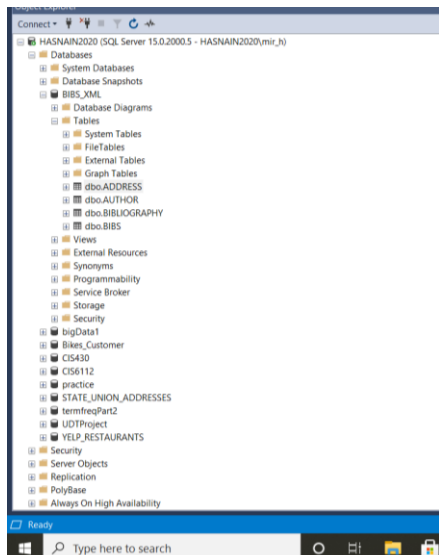 Object Explorer
Connect
HASNAIN2020 (SQL Server 15.0.2000.5 - HASNAIN2020\mir_h)
Databases
System Databases
Database Snapshots
BIBS_XML
Database Diagrams
Tables
System Tables
FileTables
External Tables
Graph Tables
dbo.ADDRESS
dbo.AUTHOR
dbo.BIBLIOGRAPHY
dbo.BIBS
Views
External Resources
Synonyms
Programmability
Service Broker
Storage
Security
bigData1
Bikes_Customer
CIS430
CIS6112
practice
STATE_UNION_ADDRESSES
termfreqPart2
UDTProject
YELP_RESTAURANTS
Security
Server Objects
Replication
PolyBase
Always On High Availability
Ready
Type here to search